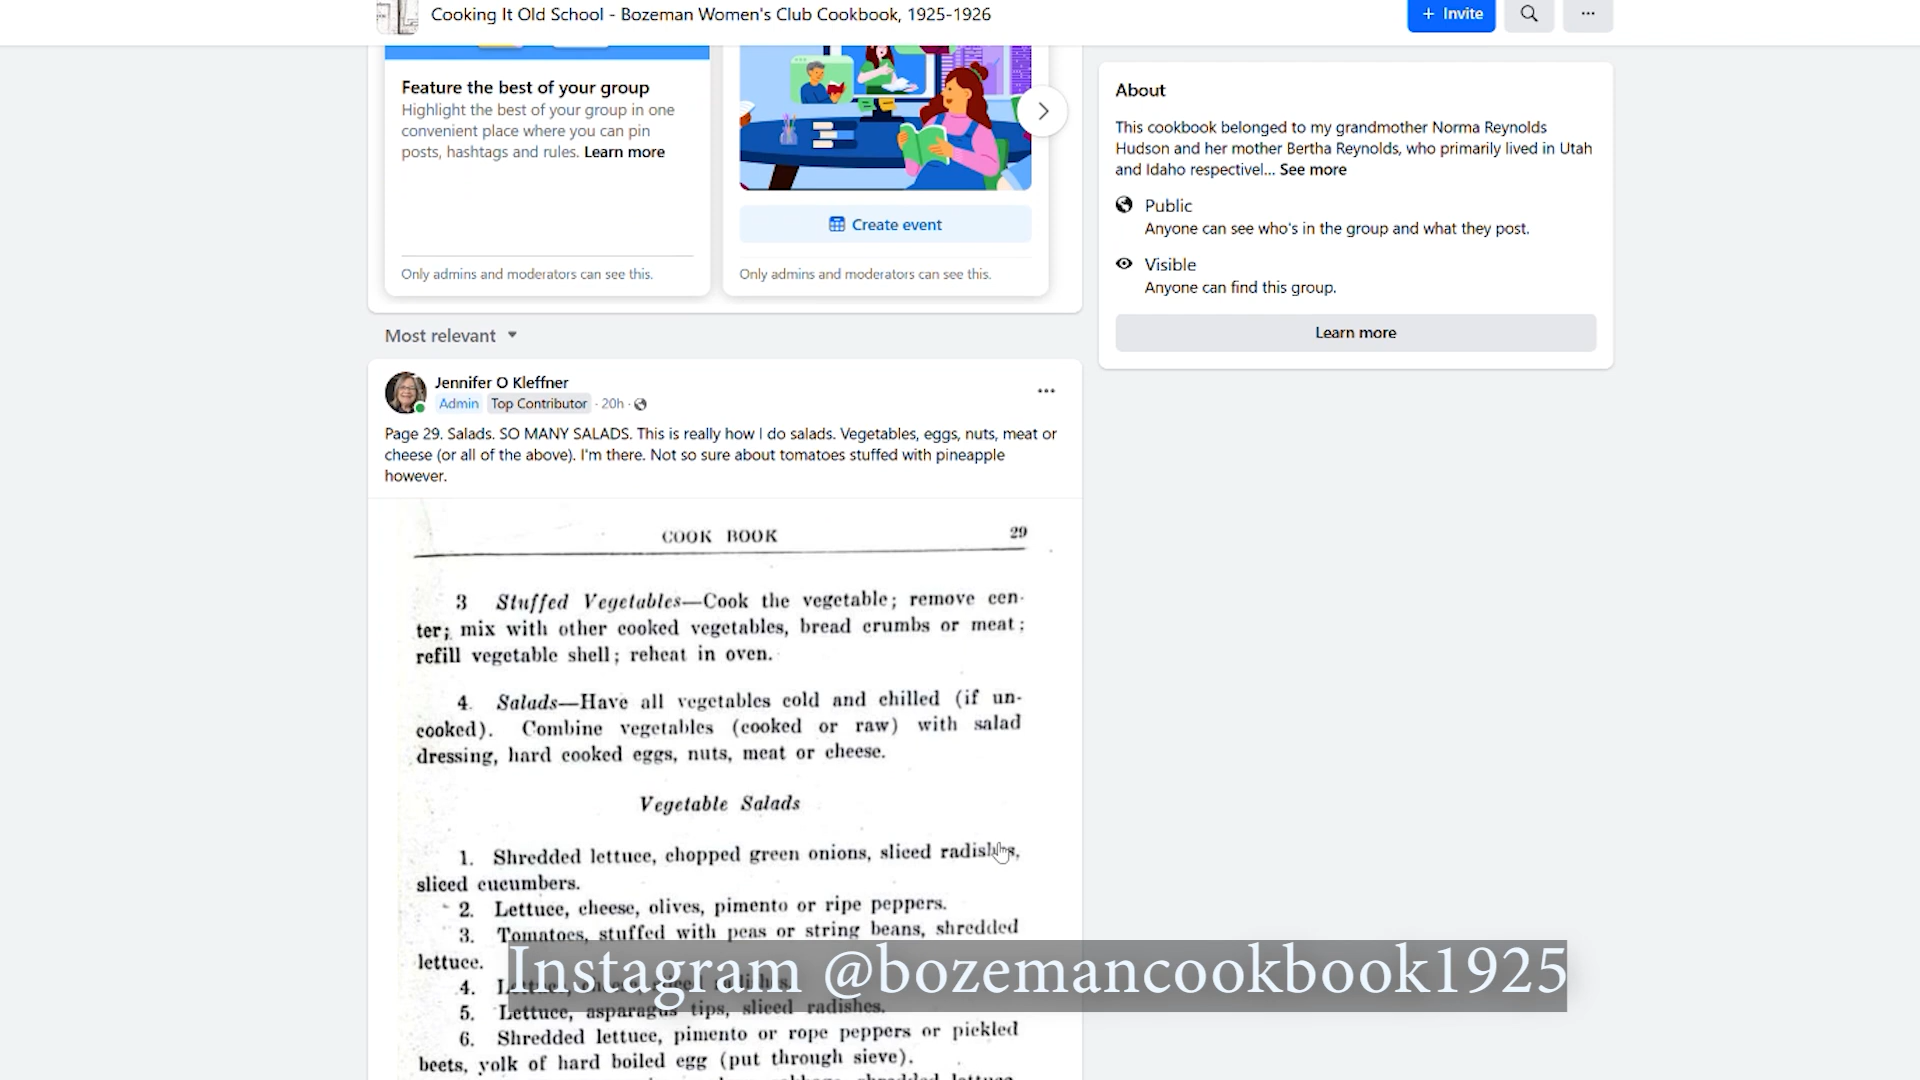 Cooking It Old School - Bozeman Women's Club Cookbook, 1925-1926
+ Invite
Feature the best of your group
Highlight the best of your group in one
convenient place where you can pin
posts, hashtags and rules. Learn more
Only admins and moderators can see this.
Create event
Only admins and moderators can see this.
About
This cookbook belonged to my grandmother Norma Reynolds
Hudson and her mother Bertha Reynolds, who primarily lived in Utah
and Idaho respectivel... See more
Public
Anyone can see who's in the group and what they post.
Visible
Anyone can find this group.
Learn more
Most relevant
Jennifer O Kleffner
Admin Top Contributor · 20h ·
Page 29. Salads. SO MANY SALADS. This is really how I do salads. Vegetables, eggs, nuts, meat or
cheese (or all of the above). I'm there. Not so sure about tomatoes stuffed with pineapple
however.
COOK BOOK 29
3 Stuffed Vegetables—Cook the vegetable; remove cen-
ter; mix with other cooked vegetables, bread crumbs or meat;
refill vegetable shell; reheat in oven.
4. Salads—Have all vegetables cold and chilled (if un-
cooked). Combine vegetables (cooked or raw) with salad
dressing, hard cooked eggs, nuts, meat or cheese.
Vegetable Salads
1. Shredded lettuce, chopped green onions, sliced radishes,
sliced cucumbers.
2. Lettuce, cheese, olives, pimento or ripe peppers.
3. Tomatoes, stuffed with peas or string beans, shredded
lettuce.
Instagram @bozemancookbook1925
4.
5. Lettuce, asparagus tips, sliced radishes.
6. Shredded lettuce, pimento or rope peppers or pickled
beets, yolk of hard boiled egg (put through sieve).